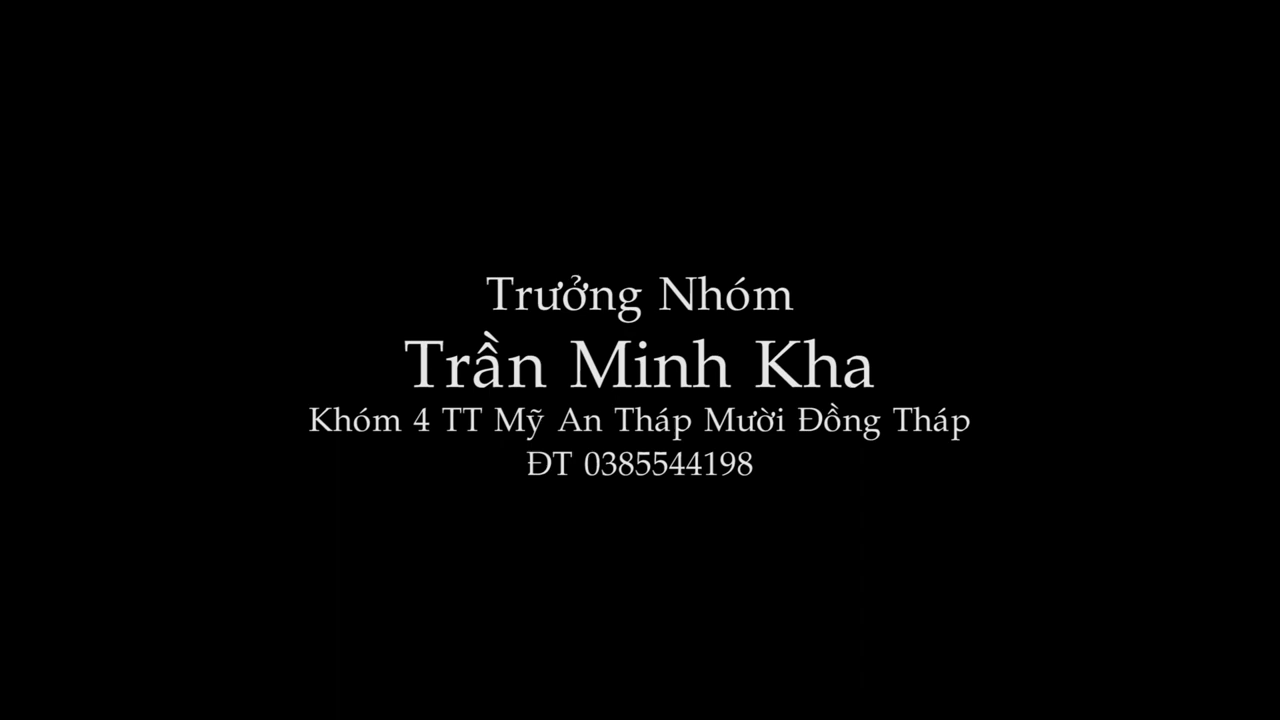 Trưởng Nhóm
Trần Minh Kha
Khóm 4 TT Mỹ An Tháp Mười Đồng Tháp
ĐT 0385544198